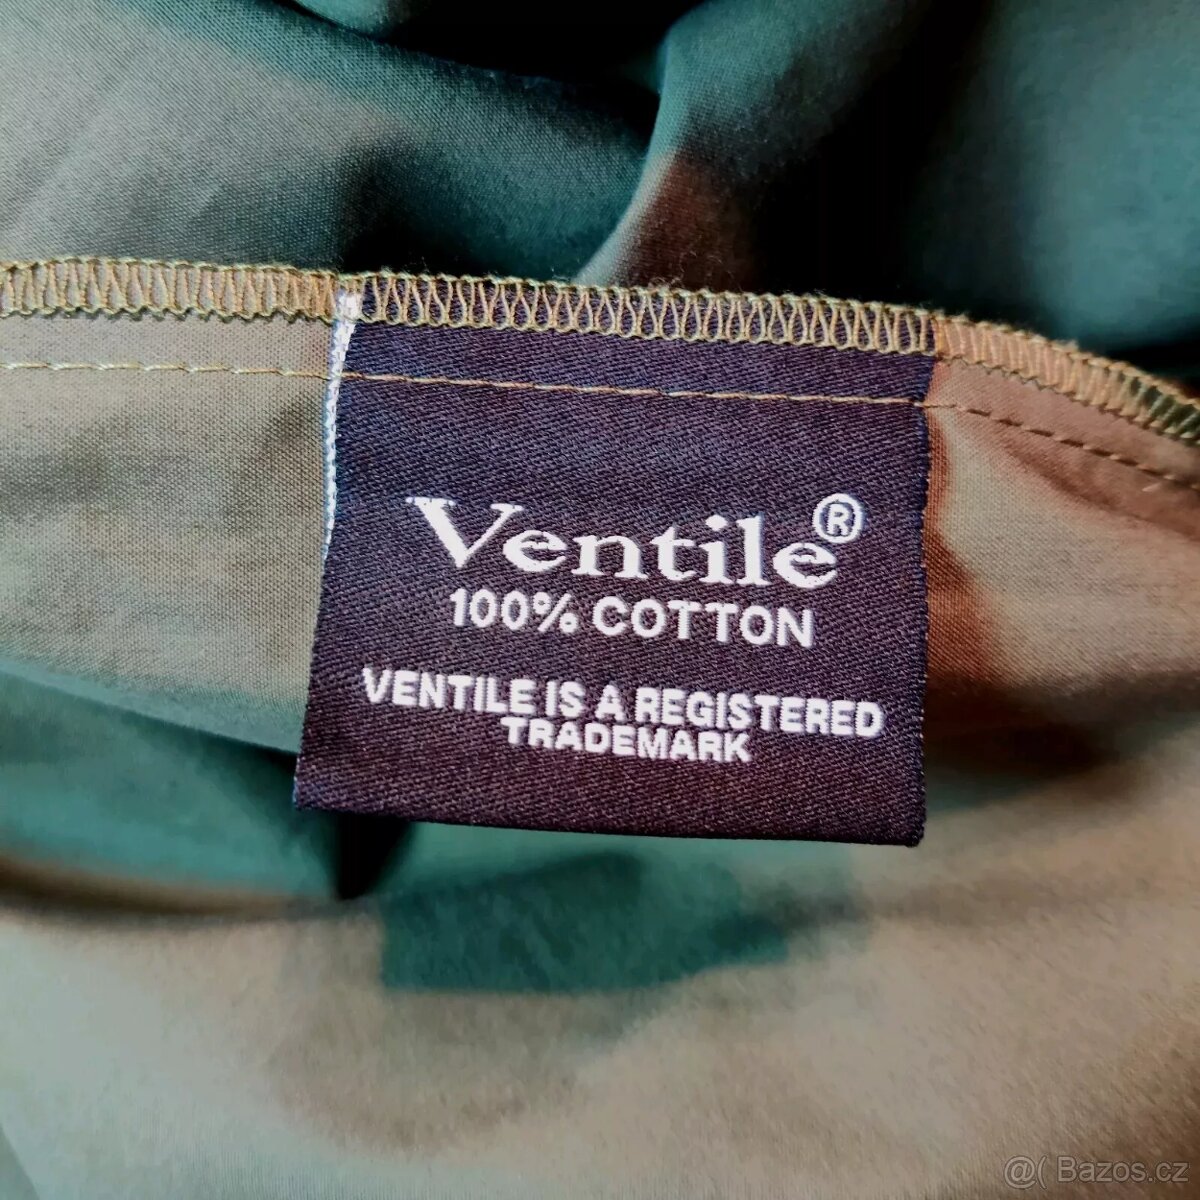 Ventile®
100% COTTON
VENTILE IS A REGISTERED
TRADEMARK
@( Bazos.cz